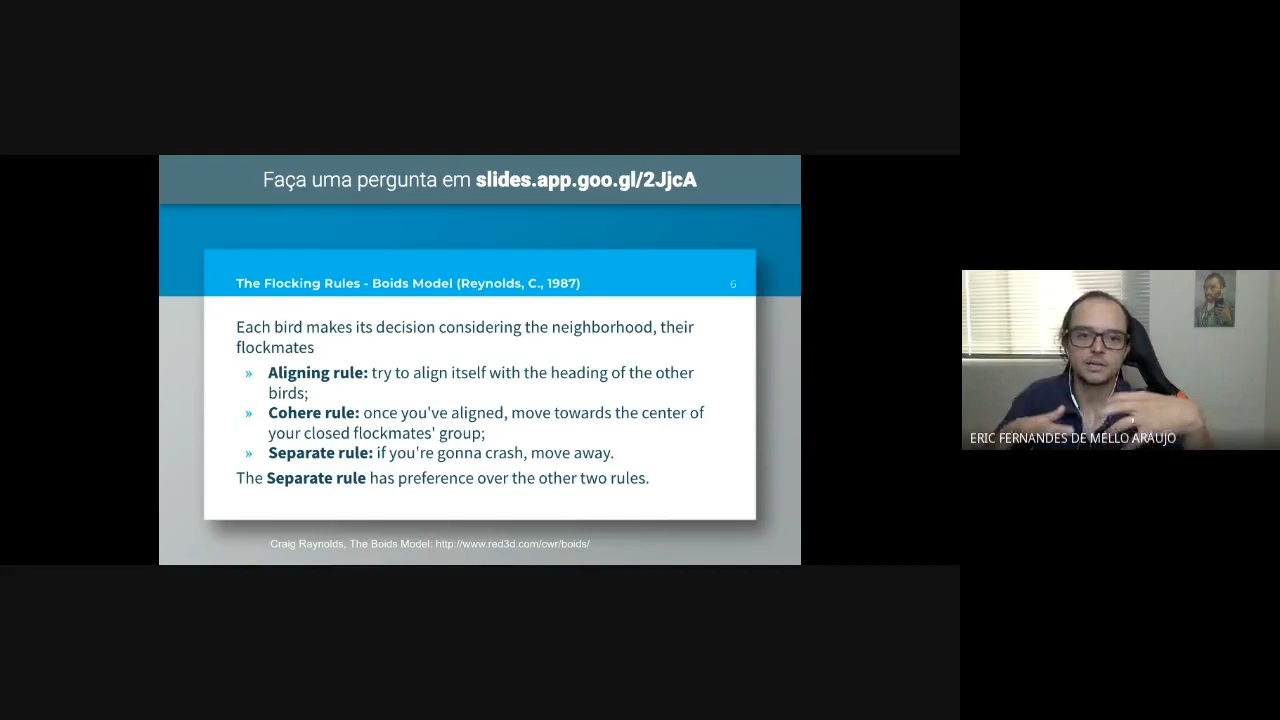 Faça uma pergunta em slides.app.goo.gl/2JjcA
The Flocking Rules - Boids Model (Reynolds, C., 1987)
6
Each bird makes its decision considering the neighborhood, their
flockmates
» Aligning rule: try to align itself with the heading of the other
birds;
» Cohere rule: once you've aligned, move towards the center of
your closed flockmates' group;
» Separate rule: if you're gonna crash, move away.
The Separate rule has preference over the other two rules.
Craig Raynolds, The Boids Model: http://www.red3d.com/cwr/boids/
ERIC FERNANDES DE MELLO ARAUJO